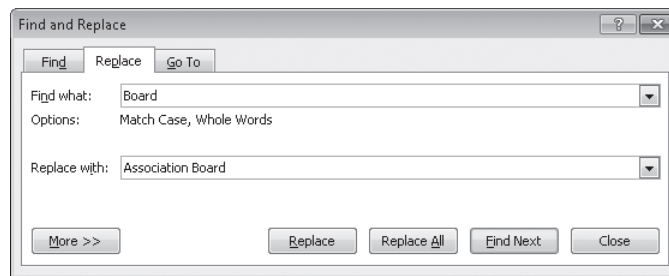 Find and Replace
Find Replace Go To
Find what: Board
Options: Match Case, Whole Words
Replace with: Association Board
More >> Replace Replace All Find Next Close